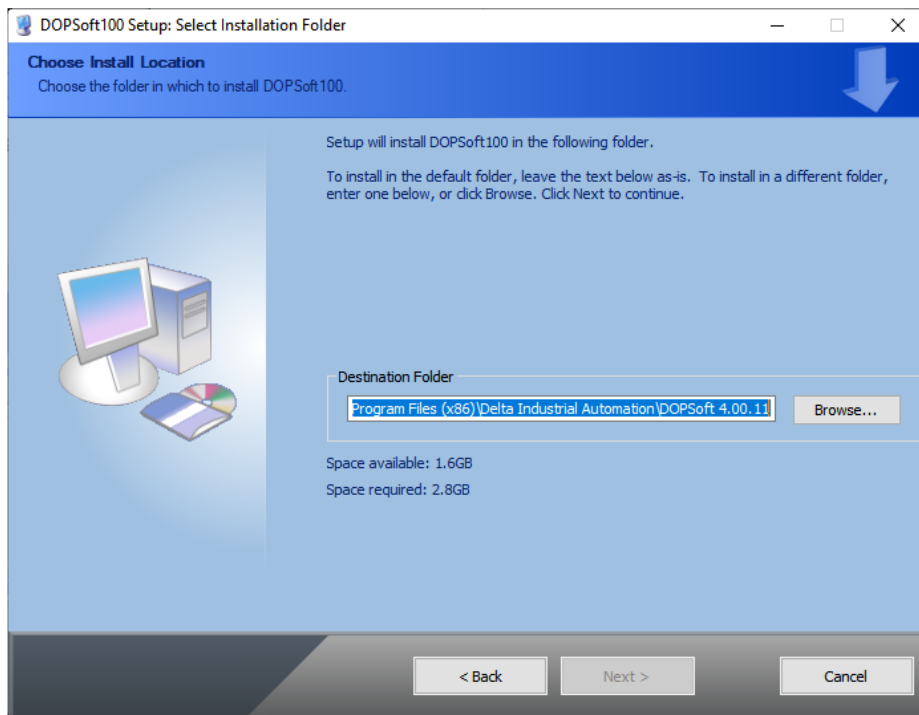 DOPSoft100 Setup: Select Installation Folder
Choose Install Location
Choose the folder in which to install DOPSoft100.
Setup will install DOPSoft100 in the following folder.
To install in the default folder, leave the text below as-is. To install in a different folder,
enter one below, or click Browse. Click Next to continue.
Destination Folder
Program Files (x86)\Delta Industrial Automation\DOPSoft 4.00.11
Browse...
Space available: 1.6GB
Space required: 2.8GB
< Back
Next >
Cancel